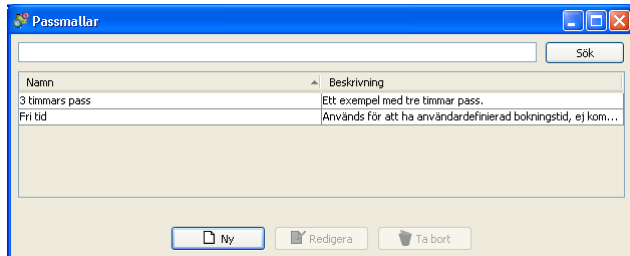 Passmallar
Sök
Namn Beskrivning
3 timmars pass Ett exempel med tre timmar pass.
Fri tid Används för att ha användardefinierad bokningstid, ej kom...
Ny Redigera Ta bort